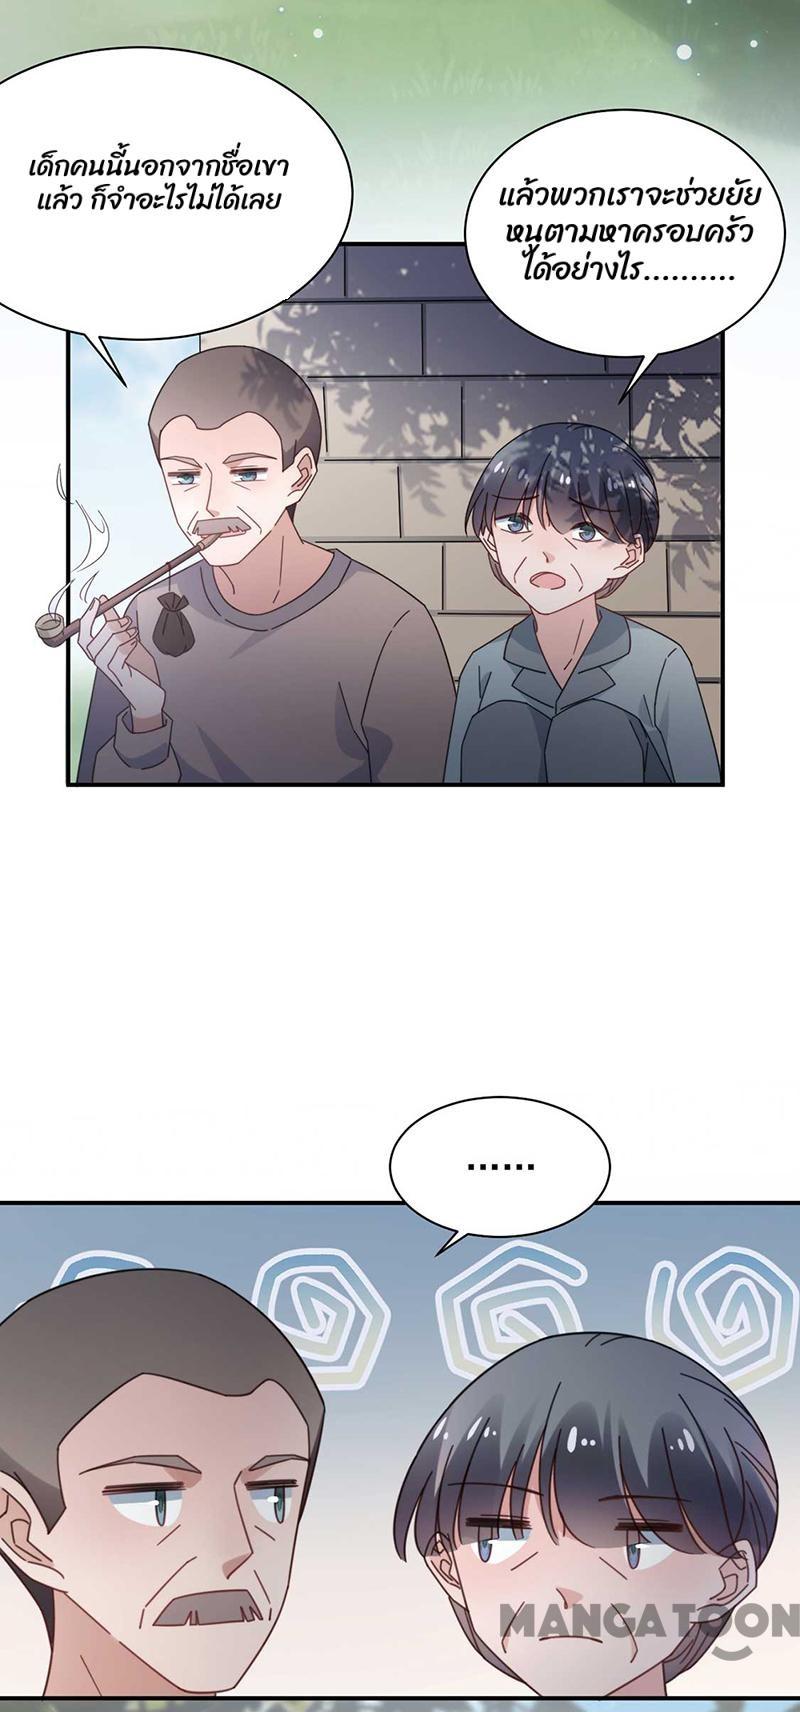 เด็กคนนี้นอกจากชื่อเขา
แล้ว ก็จำอะไรไม่ได้เลย
แล้วพวกเราจะช่วยยัย
หนูตามหาครอบครัว
ได้อย่างไร..........
......
MANGATOON